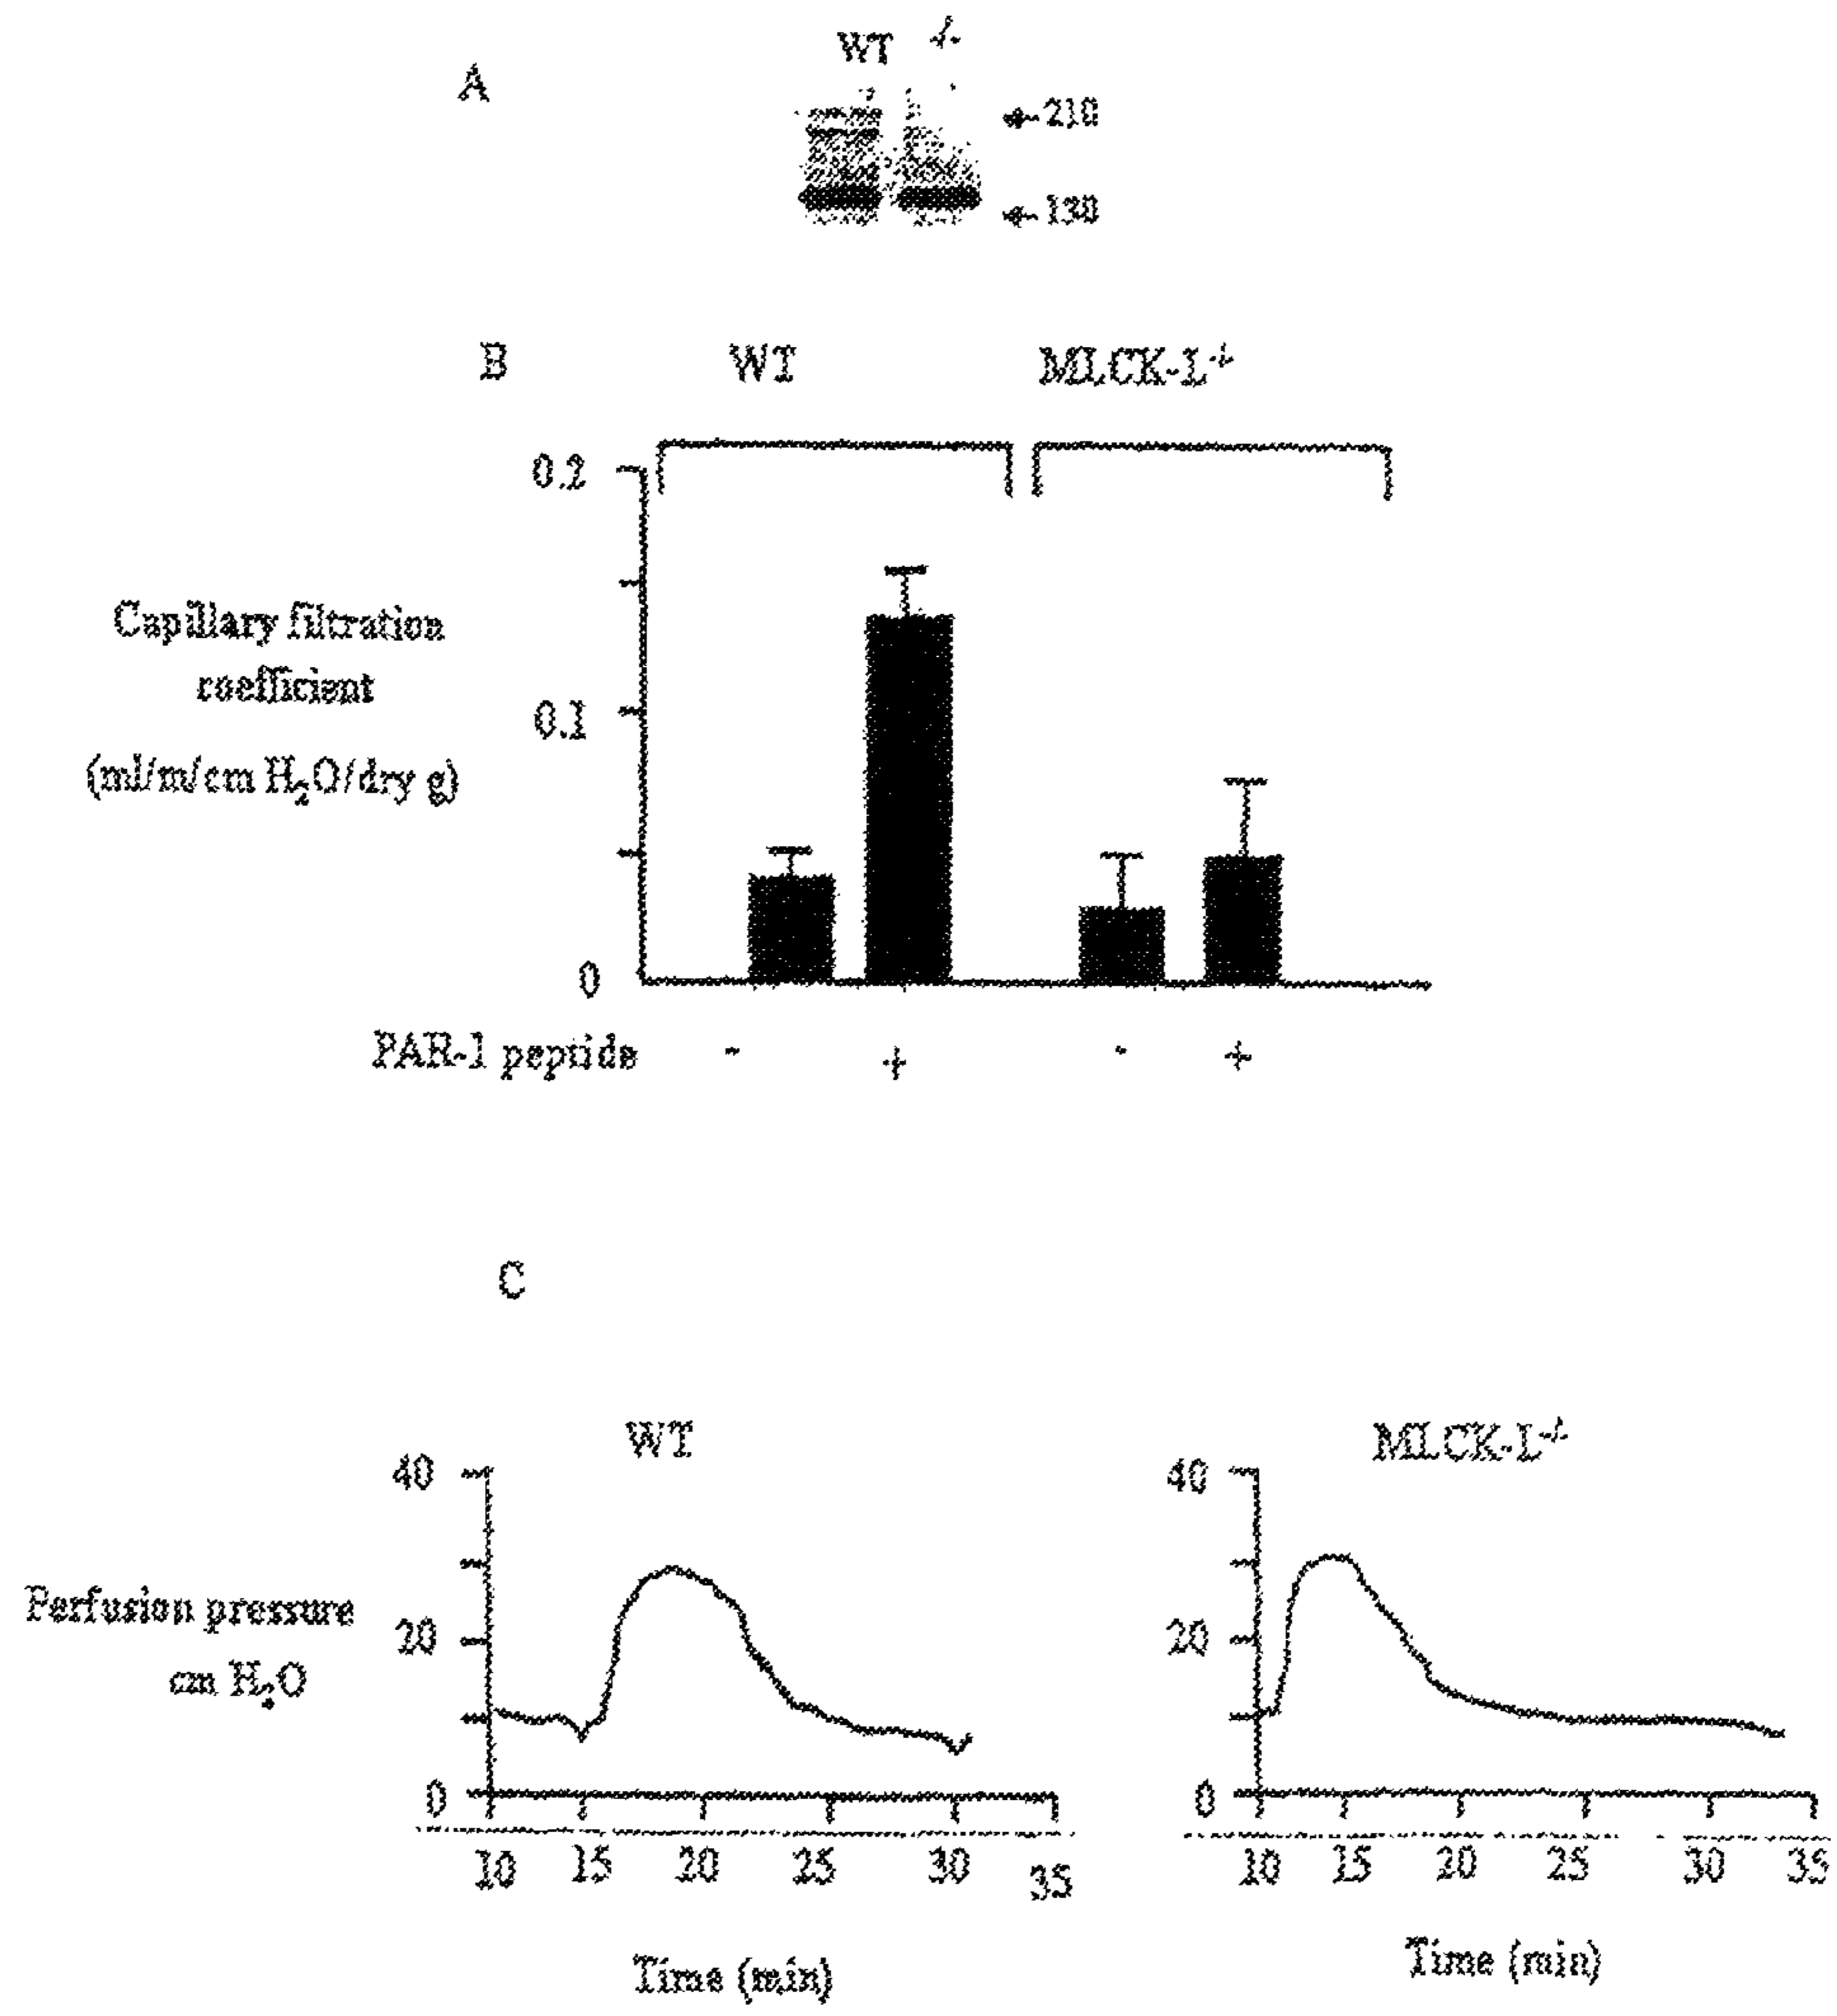 A
WT -/-
210
130
B
WT MLCK-L-/-
0.2
Capillary filtration
coefficient
0.1
(ml/m/cm H₂O/dry g)
0
PAR-1 peptide - + - +
C
WT
MLCK-L-/-
40
40
Perfusion pressure
20
20
cm H₂O
0
0
10 15 20 25 30 35
10 15 20 25 30 35
Time (min)
Time (min)